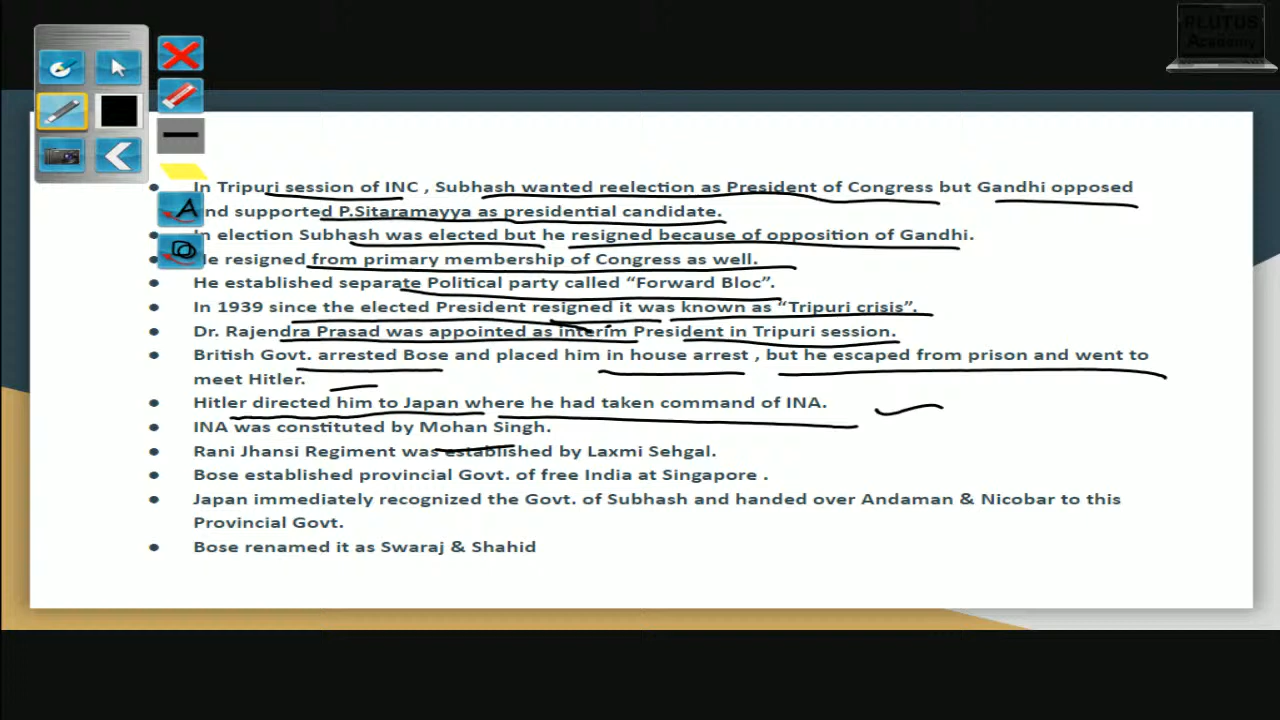 PLUTUS
Academy
In Tripuri session of INC , Subhash wanted reelection as President of Congress but Gandhi opposed
nd supported P.Sitaramayya as presidential candidate.
In election Subhash was elected but he resigned because of opposition of Gandhi.
He resigned from primary membership of Congress as well.
He established separate Political party called “Forward Bloc”.
In 1939 since the elected President resigned it was known as “Tripuri crisis”.
Dr. Rajendra Prasad was appointed as interim President in Tripuri session.
British Govt. arrested Bose and placed him in house arrest , but he escaped from prison and went to
meet Hitler.
Hitler directed him to Japan where he had taken command of INA.
INA was constituted by Mohan Singh.
Rani Jhansi Regiment was established by Laxmi Sehgal.
Bose established provincial Govt. of free India at Singapore .
Japan immediately recognized the Govt. of Subhash and handed over Andaman & Nicobar to this
Provincial Govt.
Bose renamed it as Swaraj & Shahid